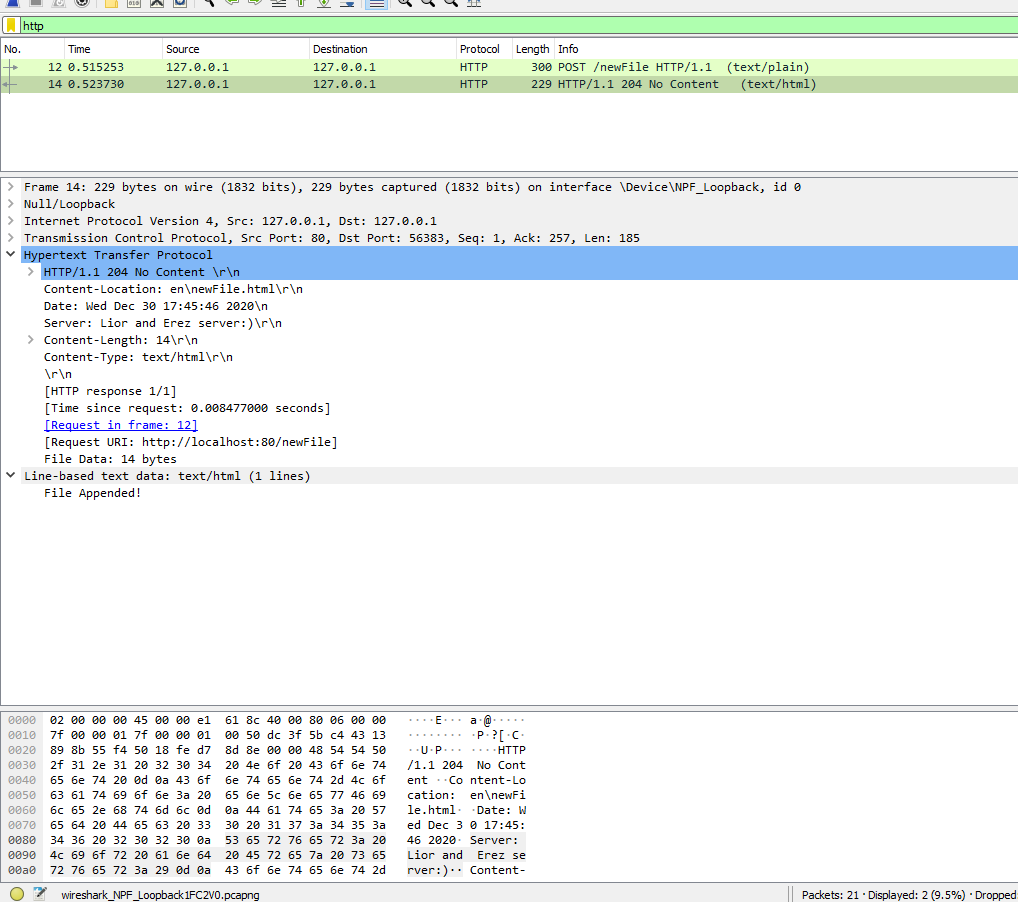 http
No. Time Source Destination Protocol Length Info
12 0.515253 127.0.0.1 127.0.0.1 HTTP 300 POST /newFile HTTP/1.1 (text/plain)
14 0.523730 127.0.0.1 127.0.0.1 HTTP 229 HTTP/1.1 204 No Content (text/html)
Frame 14: 229 bytes on wire (1832 bits), 229 bytes captured (1832 bits) on interface \Device\NPF_Loopback, id 0
Null/Loopback
Internet Protocol Version 4, Src: 127.0.0.1, Dst: 127.0.0.1
Transmission Control Protocol, Src Port: 80, Dst Port: 56383, Seq: 1, Ack: 257, Len: 185
Hypertext Transfer Protocol
HTTP/1.1 204 No Content \r\n
Content-Location: en\newFile.html\r\n
Date: Wed Dec 30 17:45:46 2020\n
Server: Lior and Erez server:)\r\n
Content-Length: 14\r\n
Content-Type: text/html\r\n
\r\n
[HTTP response 1/1]
[Time since request: 0.008477000 seconds]
[Request in frame: 12]
[Request URI: http://localhost:80/newFile]
File Data: 14 bytes
Line-based text data: text/html (1 lines)
File Appended!
0000 02 00 00 00 45 00 00 e1 61 8c 40 00 80 06 00 00 ····E··· a·@·····
0010 7f 00 00 01 7f 00 00 01 00 50 dc 3f 5b c4 43 13 ········ ·P·?[·C·
0020 89 8b 55 f4 50 18 fe d7 8d 8e 00 00 48 54 54 50 ··U·P··· ····HTTP
0030 2f 31 2e 31 20 32 30 34 20 4e 6f 20 43 6f 6e 74 /1.1 204 No Cont
0040 65 6e 74 20 0d 0a 43 6f 6e 74 65 6e 74 2d 4c 6f ent ··Co ntent-Lo
0050 63 61 74 69 6f 6e 3a 20 65 6e 5c 6e 65 77 46 69 cation: en\newFi
0060 6c 65 2e 68 74 6d 6c 0d 0a 44 61 74 65 3a 20 57 le.html· ·Date: W
0070 65 64 20 44 65 63 20 33 30 20 31 37 3a 34 35 3a ed Dec 3 0 17:45:
0080 34 36 20 32 30 32 30 0a 53 65 72 76 65 72 3a 20 46 2020· Server:
0090 4c 69 6f 72 20 61 6e 64 20 45 72 65 7a 20 73 65 Lior and Erez se
00a0 72 76 65 72 3a 29 0d 0a 43 6f 6e 74 65 6e 74 2d rver:)·· Content-
wireshark_NPF_Loopback1FC2V0.pcapng Packets: 21 · Displayed: 2 (9.5%) · Dropped